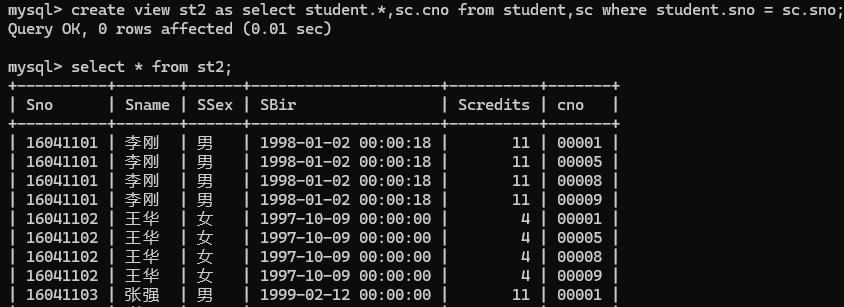 mysql> create view st2 as select student.*,sc.cno from student,sc where student.sno = sc.sno;
Query OK, 0 rows affected (0.01 sec)
mysql> select * from st2;
+----------+-------+------+---------------------+----------+-------+
| Sno      | Sname | SSex | SBir                | Scredits | cno   |
+----------+-------+------+---------------------+----------+-------+
| 16041101 | 李刚  | 男   | 1998-01-02 00:00:18 |       11 | 00001 |
| 16041101 | 李刚  | 男   | 1998-01-02 00:00:18 |       11 | 00005 |
| 16041101 | 李刚  | 男   | 1998-01-02 00:00:18 |       11 | 00008 |
| 16041101 | 李刚  | 男   | 1998-01-02 00:00:18 |       11 | 00009 |
| 16041102 | 王华  | 女   | 1997-10-09 00:00:00 |        4 | 00001 |
| 16041102 | 王华  | 女   | 1997-10-09 00:00:00 |        4 | 00005 |
| 16041102 | 王华  | 女   | 1997-10-09 00:00:00 |        4 | 00008 |
| 16041102 | 王华  | 女   | 1997-10-09 00:00:00 |        4 | 00009 |
| 16041103 | 张强  | 男   | 1999-02-12 00:00:00 |       11 | 00001 |